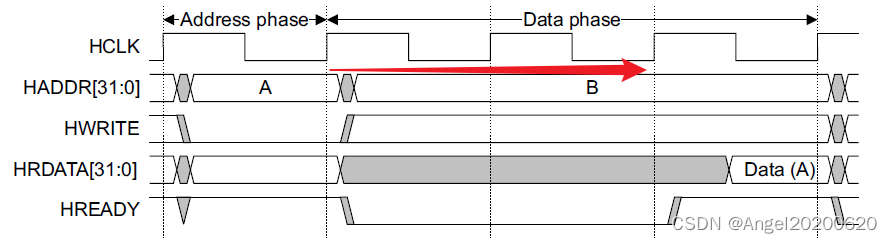 Address phase Data phase
HCLK
HADDR[31:0] A B
HWRITE
HRDATA[31:0] Data (A)
HREADY
CSDN @Angel20200620